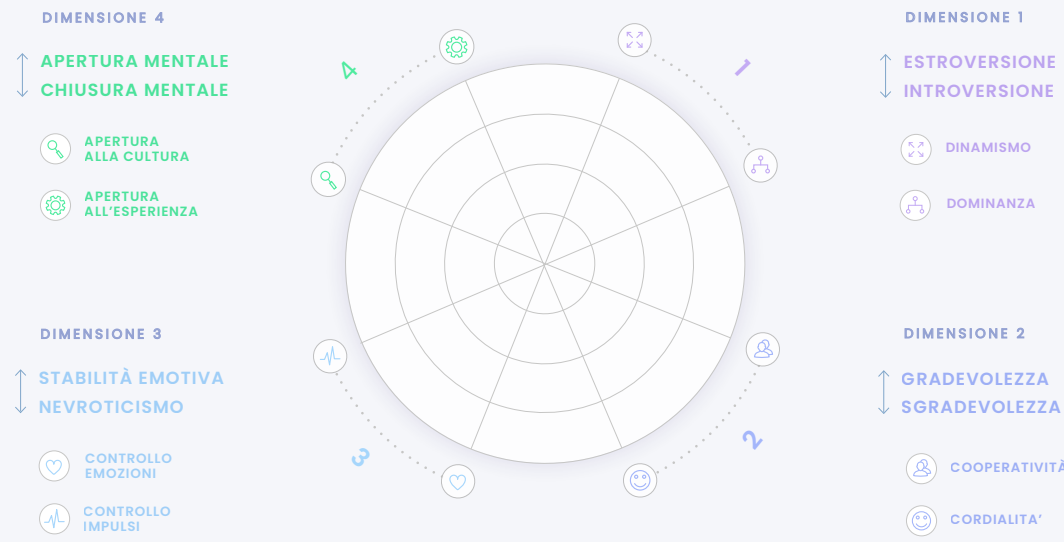 DIMENSIONE 4
APERTURA MENTALE
CHIUSURA MENTALE
APERTURA
ALLA CULTURA
APERTURA
ALL'ESPERIENZA
DIMENSIONE 3
STABILITÀ EMOTIVA
NEVROTICISMO
CONTROLLO
EMOZIONI
CONTROLLO
IMPULSI
4
1
3
2
DIMENSIONE 1
ESTROVERSIONE
INTROVERSIONE
DINAMISMO
DOMINANZA
DIMENSIONE 2
GRADEVOLEZZA
SGRADEVOLEZZA
COOPERATIVITÀ
CORDIALITA'